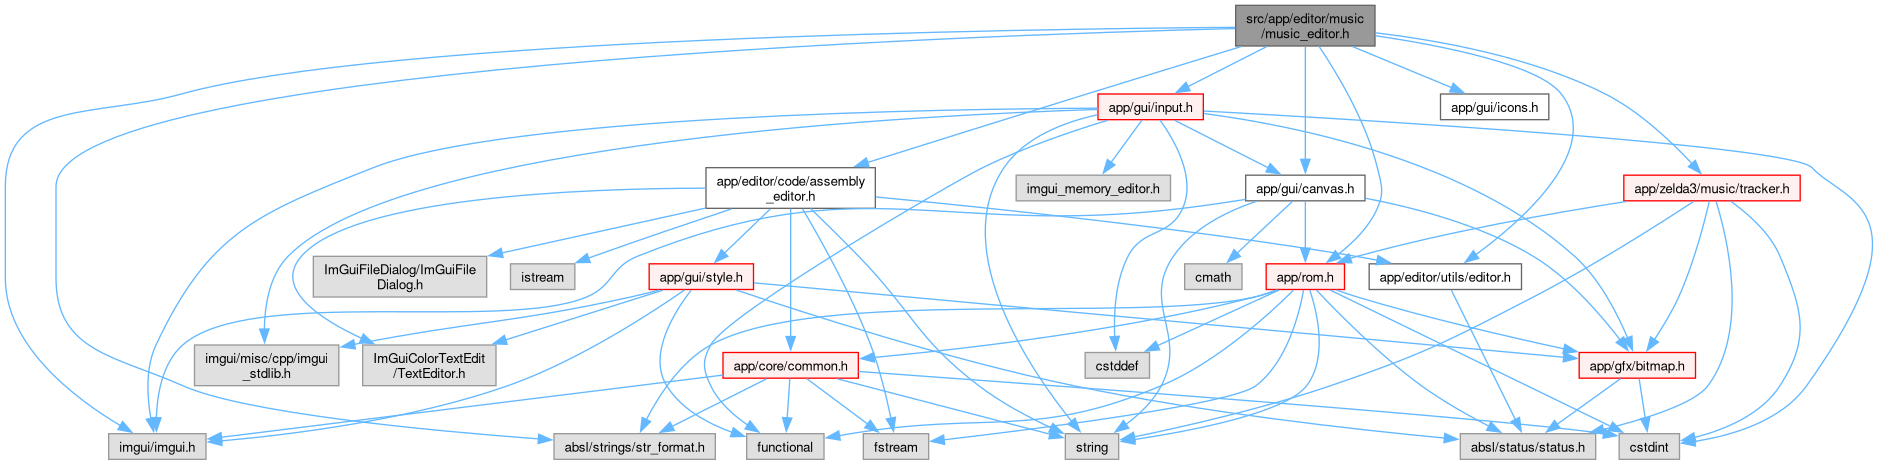 src/app/editor/music
/music_editor.h
app/gui/input.h
app/gui/icons.h
app/editor/code/assembly
_editor.h
imgui_memory_editor.h
app/gui/canvas.h
app/zelda3/music/tracker.h
ImGuiFileDialog/ImGuiFile
Dialog.h
istream
app/gui/style.h
cmath
app/rom.h
app/editor/utils/editor.h
imgui/misc/cpp/imgui
_stdlib.h
ImGuiColorTextEdit
/TextEditor.h
app/core/common.h
cstddef
app/gfx/bitmap.h
imgui/imgui.h
absl/strings/str_format.h
functional
fstream
string
absl/status/status.h
cstdint